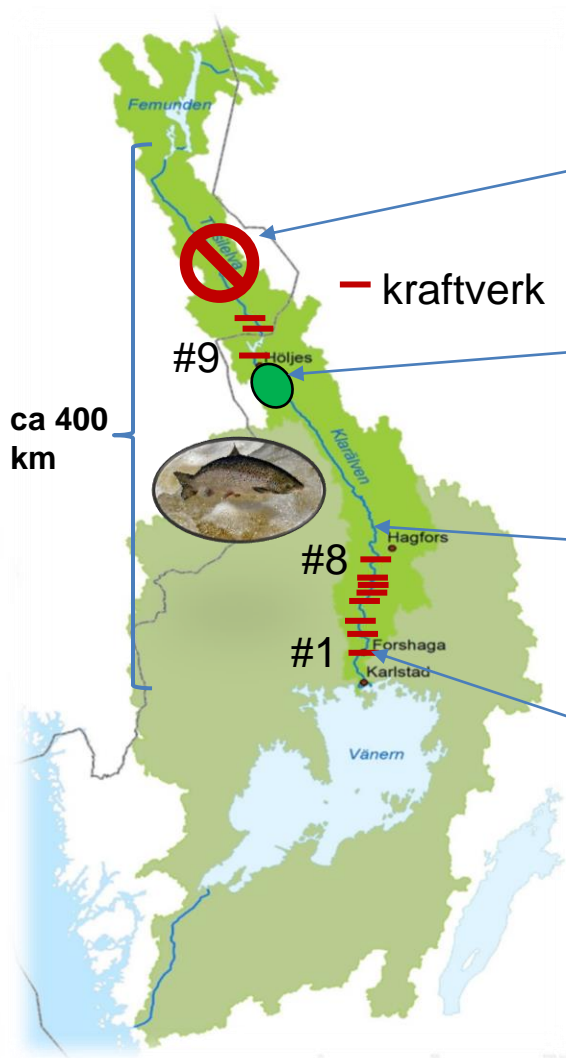 Femunden
Trysilelva
kraftverk
#9
Höljes
ca 400
km
Klarälven
Hagfors
#8
#1
Forshaga
Karlstad
Vänern